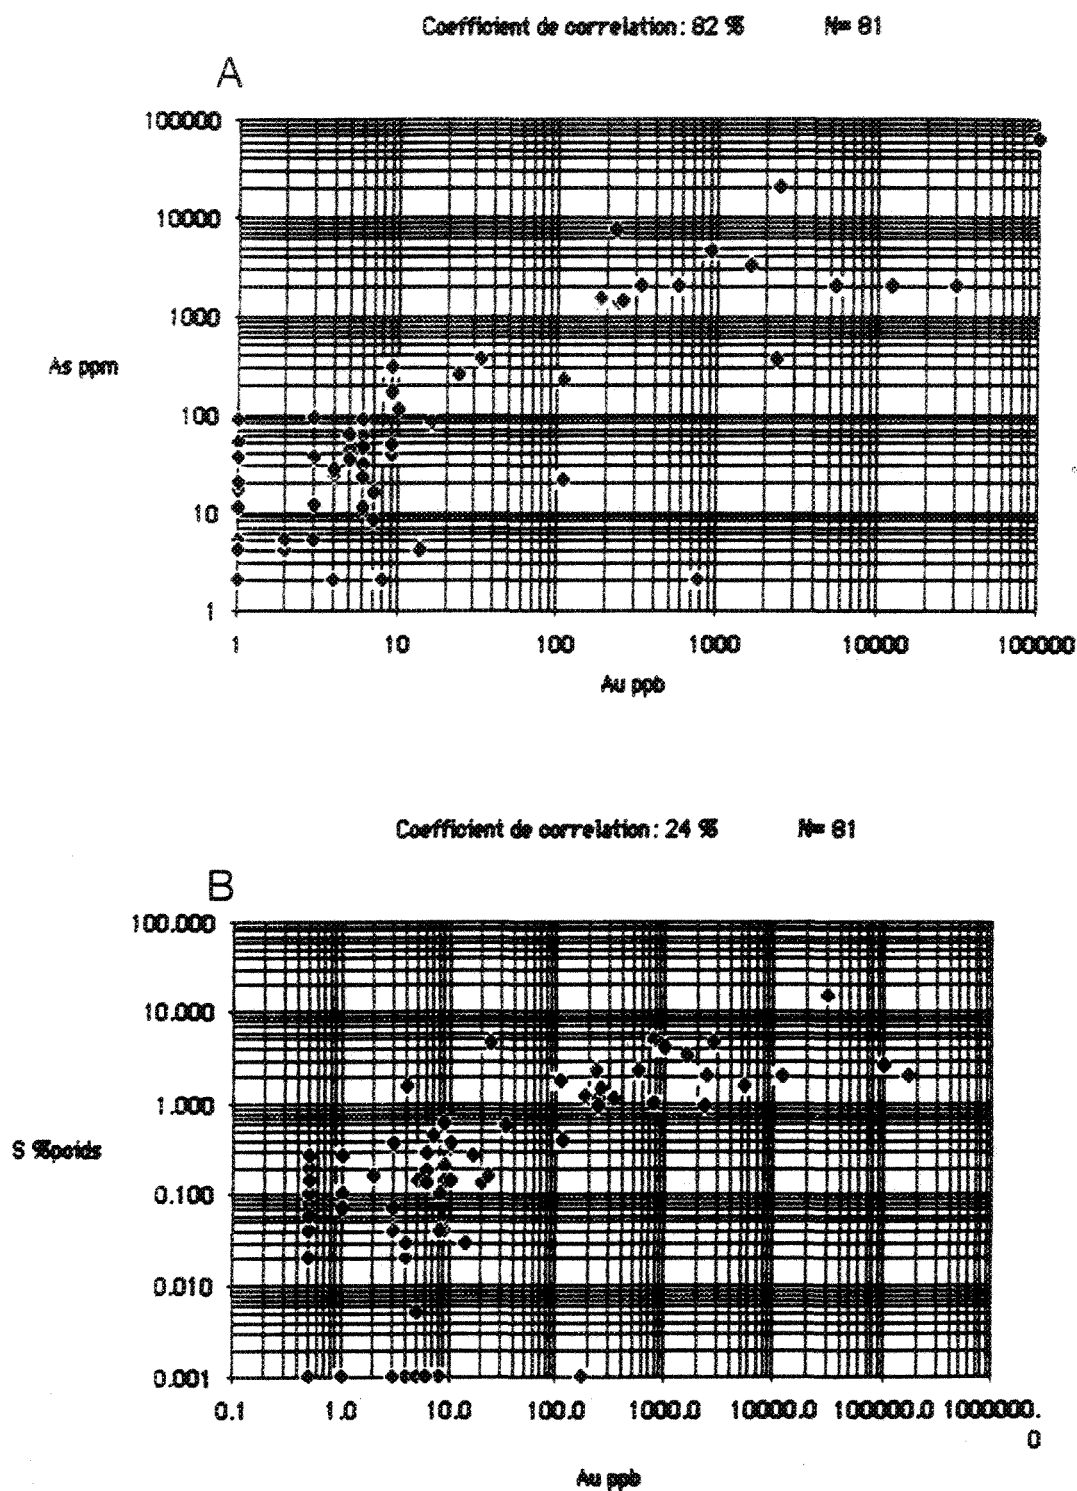 Coefficient de correlation: 82 % N= 81
A
100000
10000
1000
As ppm
100
10
1
1 10 100 1000 10000 100000
Au ppb
Coefficient de correlation: 24 % N= 81
B
100.000
10.000
1.000
S %poids
0.100
0.010
0.001
0.1 1.0 10.0 100.0 1000.0 10000.0 100000.0 1000000.
0
Au ppb